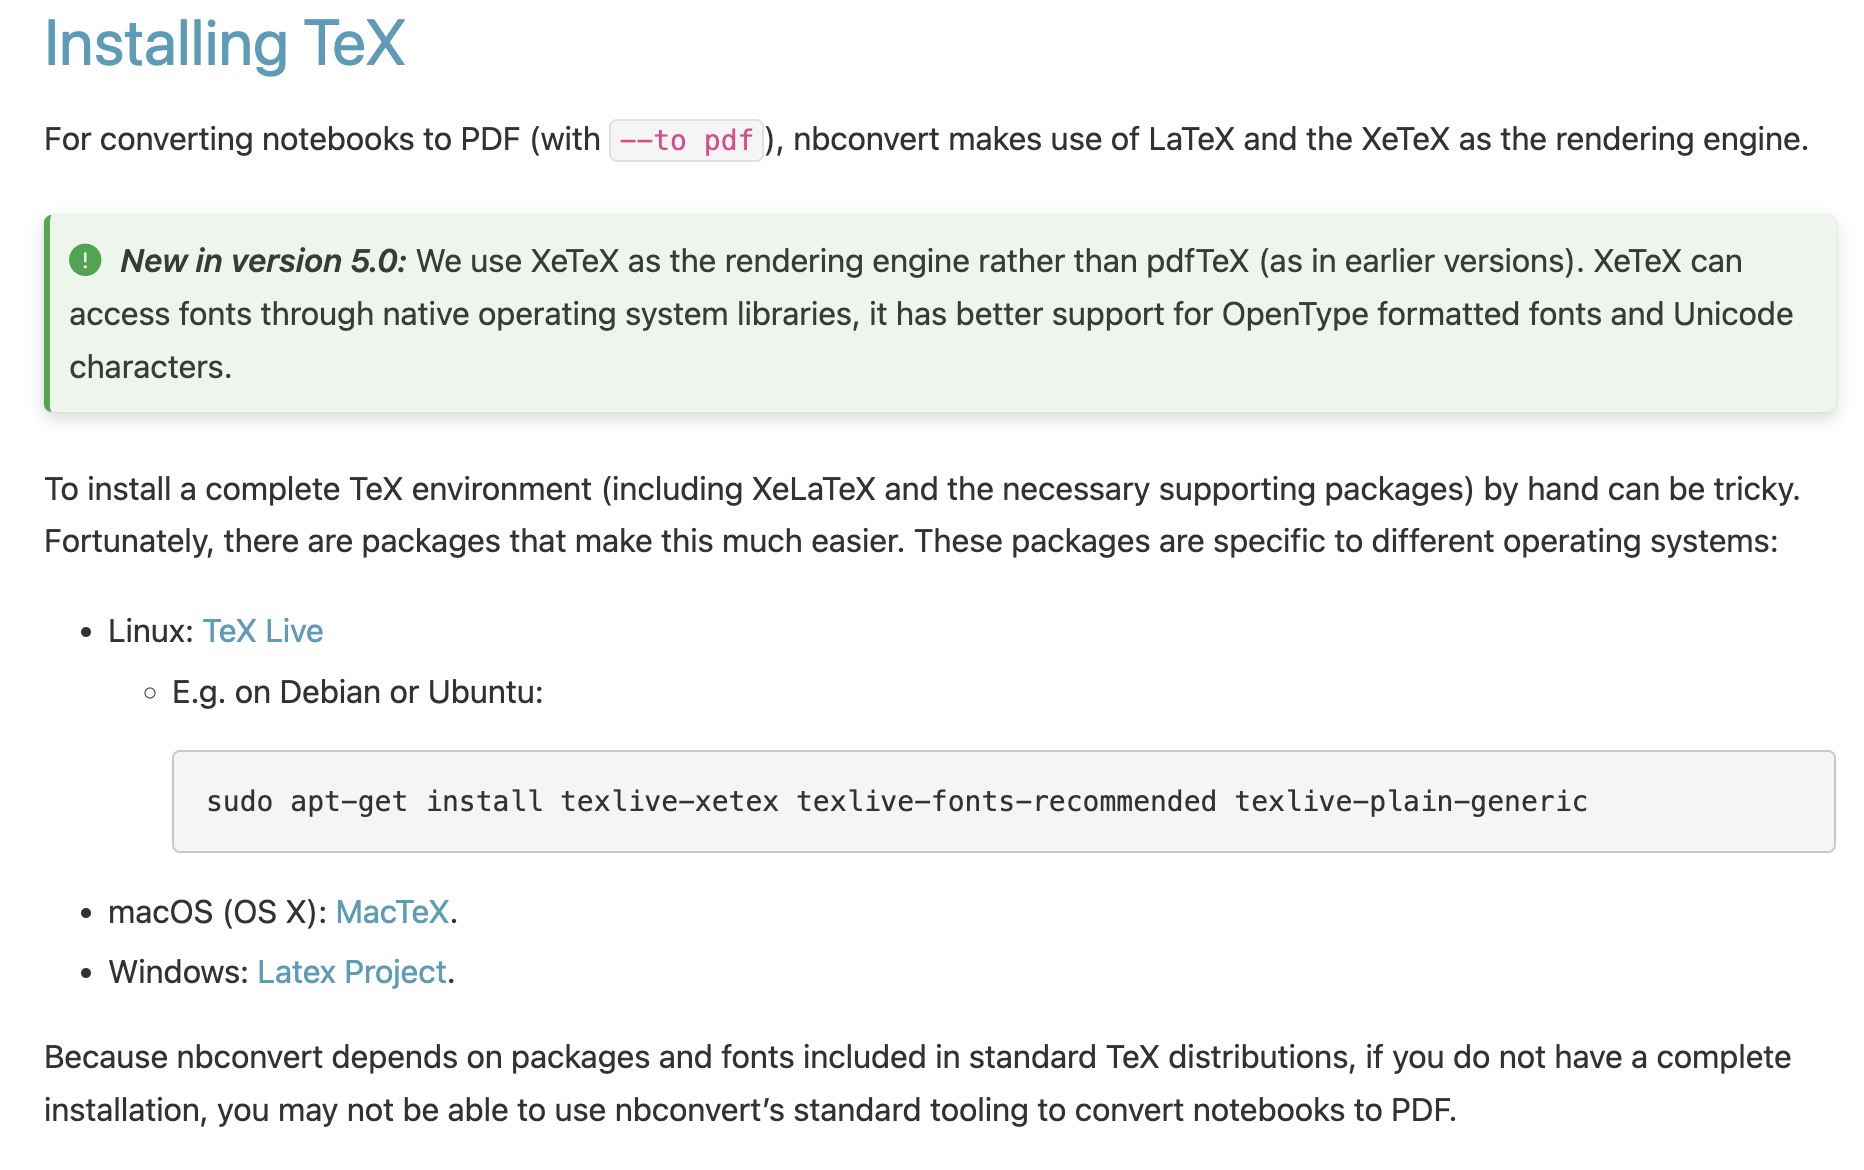 Installing TeX
For converting notebooks to PDF (with --to pdf), nbconvert makes use of LaTeX and the XeTeX as the rendering engine.
New in version 5.0: We use XeTeX as the rendering engine rather than pdfTeX (as in earlier versions). XeTeX can
access fonts through native operating system libraries, it has better support for OpenType formatted fonts and Unicode
characters.
To install a complete TeX environment (including XeLaTeX and the necessary supporting packages) by hand can be tricky.
Fortunately, there are packages that make this much easier. These packages are specific to different operating systems:
• Linux: TeX Live
◦ E.g. on Debian or Ubuntu:
sudo apt-get install texlive-xetex texlive-fonts-recommended texlive-plain-generic
• macOS (OS X): MacTeX.
• Windows: Latex Project.
Because nbconvert depends on packages and fonts included in standard TeX distributions, if you do not have a complete
installation, you may not be able to use nbconvert’s standard tooling to convert notebooks to PDF.